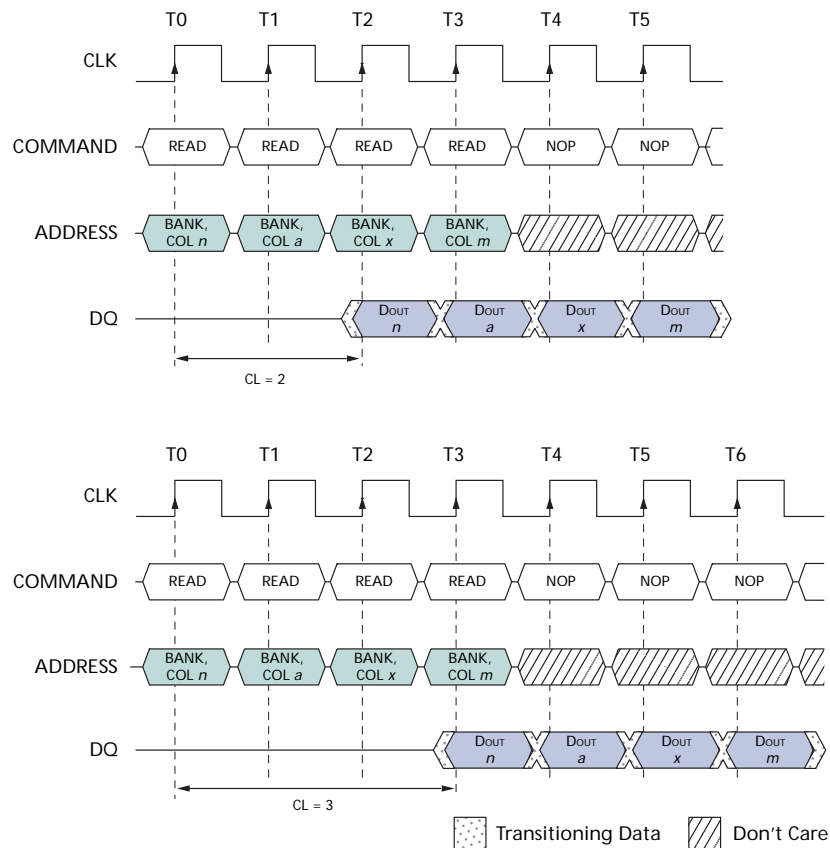 T0 T1 T2 T3 T4 T5
CLK
COMMAND READ READ READ READ NOP NOP
ADDRESS BANK, COL n BANK, COL a BANK, COL x BANK, COL m
DQ DOUT n DOUT a DOUT x DOUT m
CL = 2
T0 T1 T2 T3 T4 T5 T6
CLK
COMMAND READ READ READ READ NOP NOP NOP
ADDRESS BANK, COL n BANK, COL a BANK, COL x BANK, COL m
DQ DOUT n DOUT a DOUT x DOUT m
CL = 3
Transitioning Data Don't Care